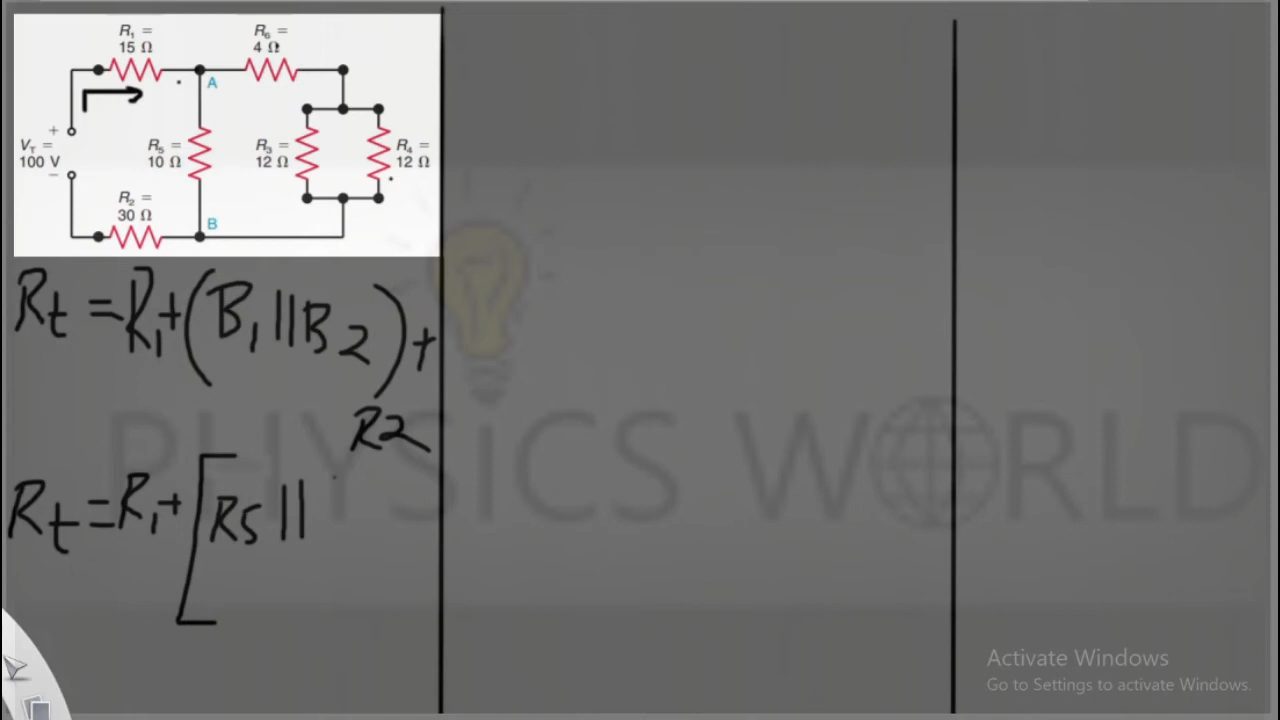 R₁ = R₆ =
15 Ω 4 Ω
A
+
V_T = R₅ = R₃ = R₄ =
100 V 10 Ω 12 Ω 12 Ω
−
R₂ =
30 Ω B
Rt = R₁ + (B₁ || B2) +
R2
PHYSiCS WORLD
Rt = R₁ + [R5 ||
Activate Windows
Go to Settings to activate Windows.